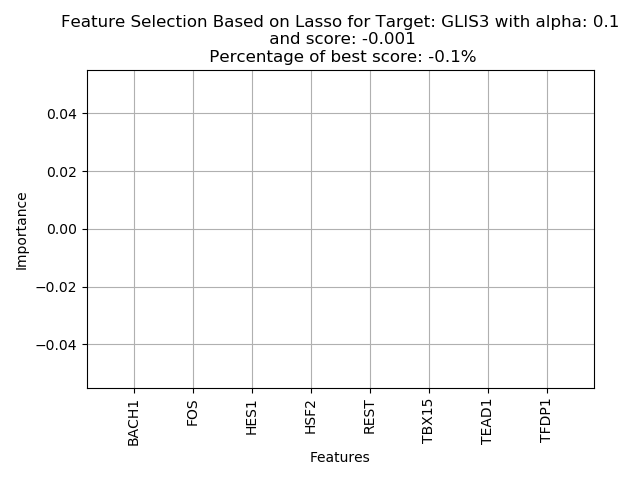 Feature Selection Based on Lasso for Target: GLIS3 with alpha: 0.1
and score: -0.001
Percentage of best score: -0.1%
0.04
0.02
0.00
−0.02
−0.04
Importance
BACH1
FOS
HES1
HSF2
REST
TBX15
TEAD1
TFDP1
Features